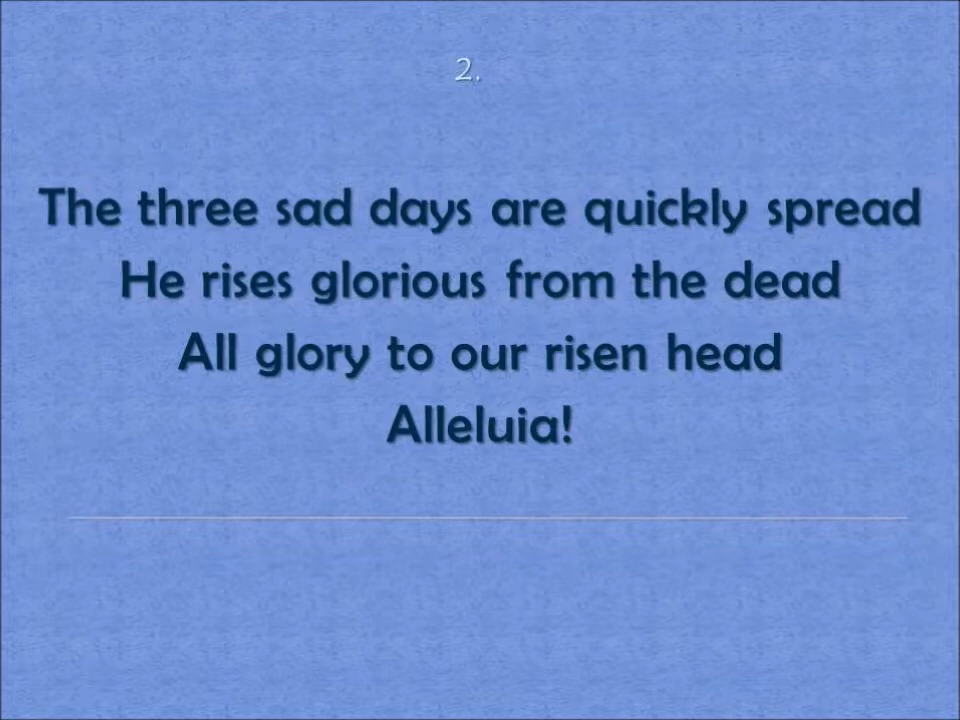 2.
The three sad days are quickly spread
He rises glorious from the dead
All glory to our risen head
Alleluia!